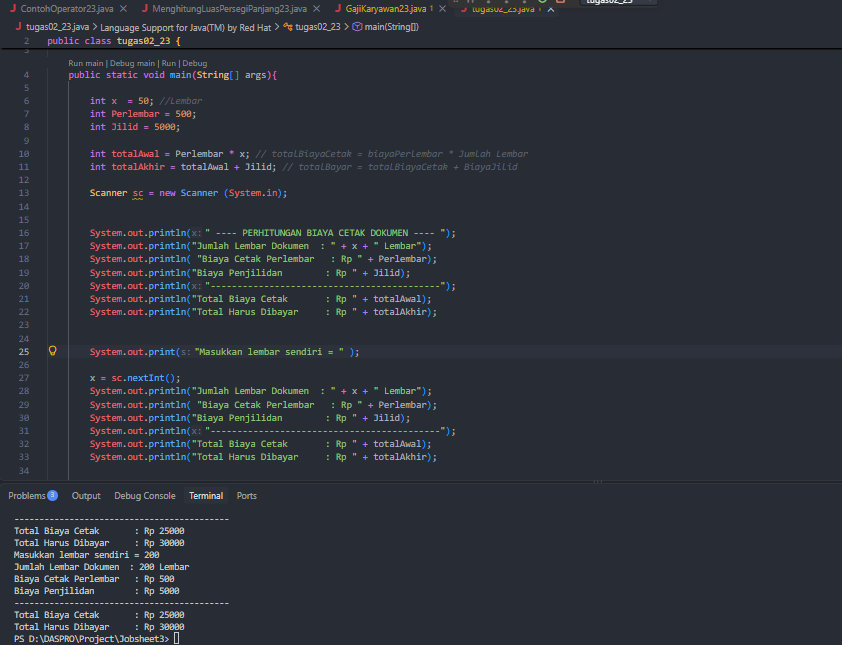 ContohOperator23.java
MenghitungLuasPersegiPanjang23.java
GajiKaryawan23.java 1
tugas02_23.java 1
tugas02_23
tugas02_23.java > Language Support for Java(TM) by Red Hat > tugas02_23 > main(String[])
2 public class tugas02_23 {
3
Run main | Debug main | Run | Debug
4 public static void main(String[] args){
5
6 int x  = 50; //Lembar
7 int Perlembar = 500;
8 int Jilid = 5000;
9
10 int totalAwal = Perlembar * x; // totalBiayaCetak = biayaPerLembar * Jumlah Lembar
11 int totalAkhir = totalAwal + Jilid; // totalBayar = totalBiayaCetak + BiayaJilid
12
13 Scanner sc = new Scanner (System.in);
14
15
16 System.out.println(x: " ---- PERHITUNGAN BIAYA CETAK DOKUMEN ---- ");
17 System.out.println("Jumlah Lembar Dokumen  : " + x + " Lembar");
18 System.out.println( "Biaya Cetak Perlembar   : Rp " + Perlembar);
19 System.out.println("Biaya Penjilidan        : Rp " + Jilid);
20 System.out.println(x: "-------------------------------------------");
21 System.out.println("Total Biaya Cetak       : Rp " + totalAwal);
22 System.out.println("Total Harus Dibayar     : Rp " + totalAkhir);
23
24
25 System.out.print(s: "Masukkan lembar sendiri = " );
26
27 x = sc.nextInt();
28 System.out.println("Jumlah Lembar Dokumen  : " + x + " Lembar");
29 System.out.println( "Biaya Cetak Perlembar   : Rp " + Perlembar);
30 System.out.println("Biaya Penjilidan        : Rp " + Jilid);
31 System.out.println(x: "-------------------------------------------");
32 System.out.println("Total Biaya Cetak       : Rp " + totalAwal);
33 System.out.println("Total Harus Dibayar     : Rp " + totalAkhir);
34
Problems 3 Output Debug Console Terminal Ports
-------------------------------------------
Total Biaya Cetak       : Rp 25000
Total Harus Dibayar     : Rp 30000
Masukkan lembar sendiri = 200
Jumlah Lembar Dokumen  : 200 Lembar
Biaya Cetak Perlembar   : Rp 500
Biaya Penjilidan        : Rp 5000
-------------------------------------------
Total Biaya Cetak       : Rp 25000
Total Harus Dibayar     : Rp 30000
PS D:\DASPRO\Project\Jobsheet3>